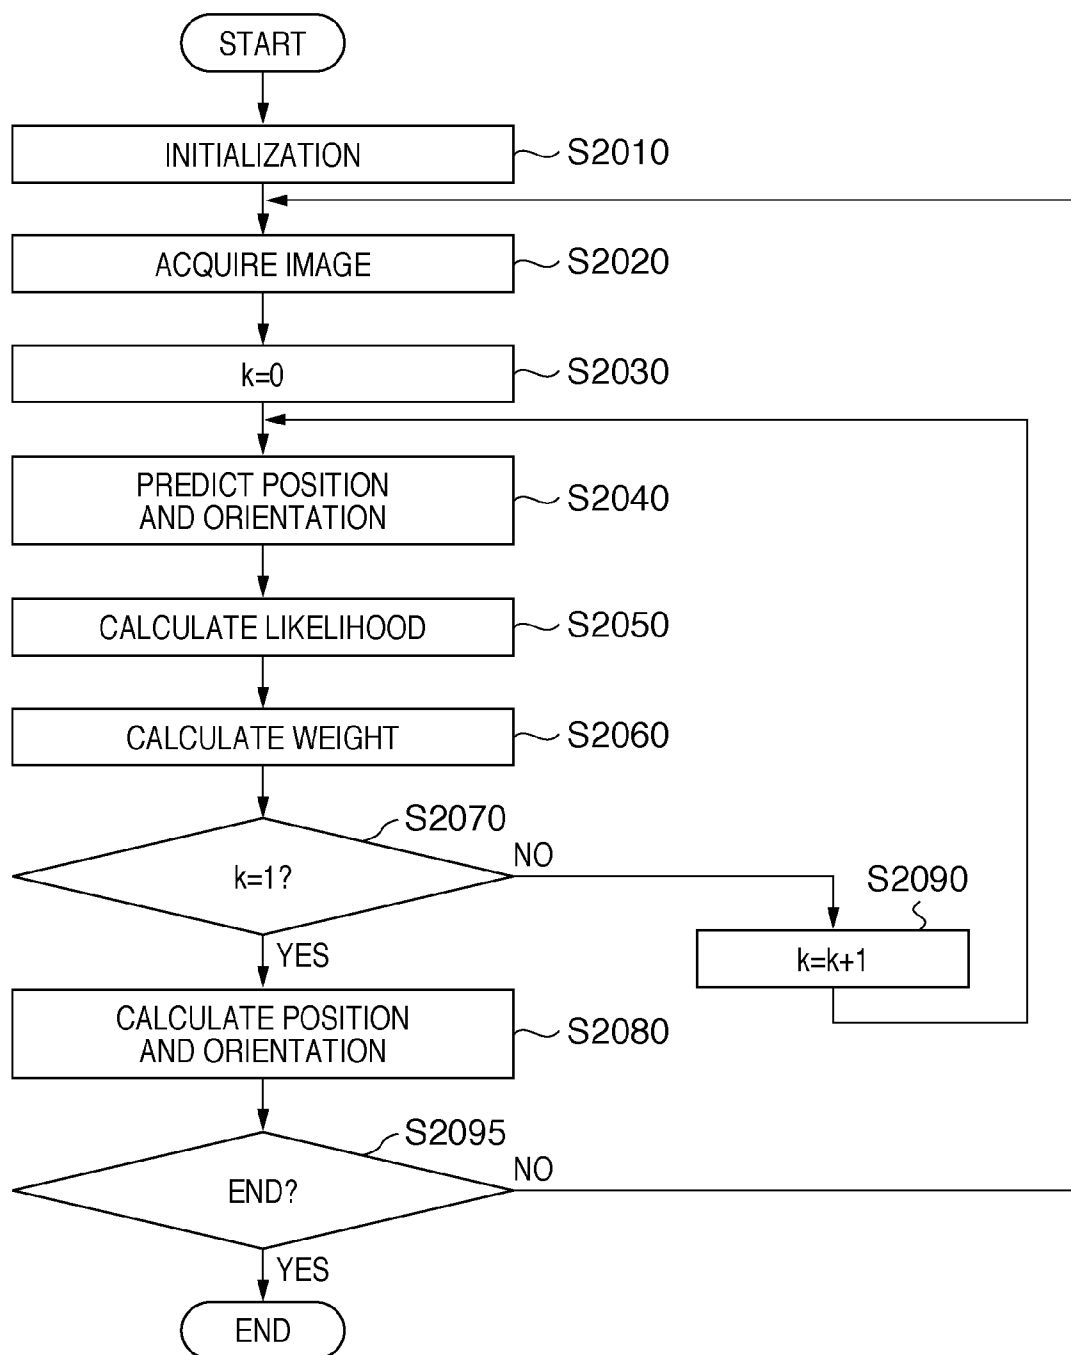 START
INITIALIZATION
S2010
ACQUIRE IMAGE
S2020
k=0
S2030
PREDICT POSITION
AND ORIENTATION
S2040
CALCULATE LIKELIHOOD
S2050
CALCULATE WEIGHT
S2060
S2070
k=1?
NO
YES
S2090
k=k+1
CALCULATE POSITION
AND ORIENTATION
S2080
S2095
END?
NO
YES
END